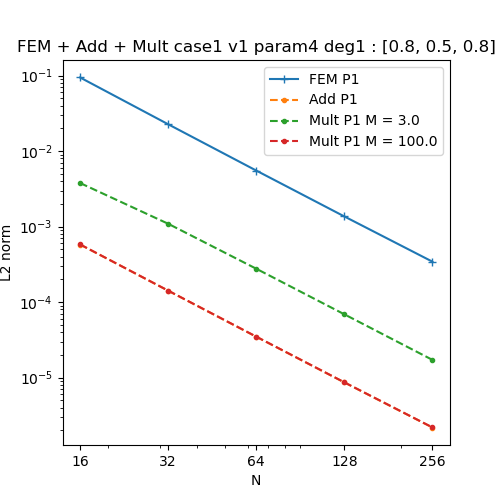 FEM + Add + Mult case1 v1 param4 deg1 : [0.8, 0.5, 0.8]
FEM P1
Add P1
Mult P1 M = 3.0
Mult P1 M = 100.0
L2 norm
10⁻¹
10⁻²
10⁻³
10⁻⁴
10⁻⁵
16 32 64 128 256
N